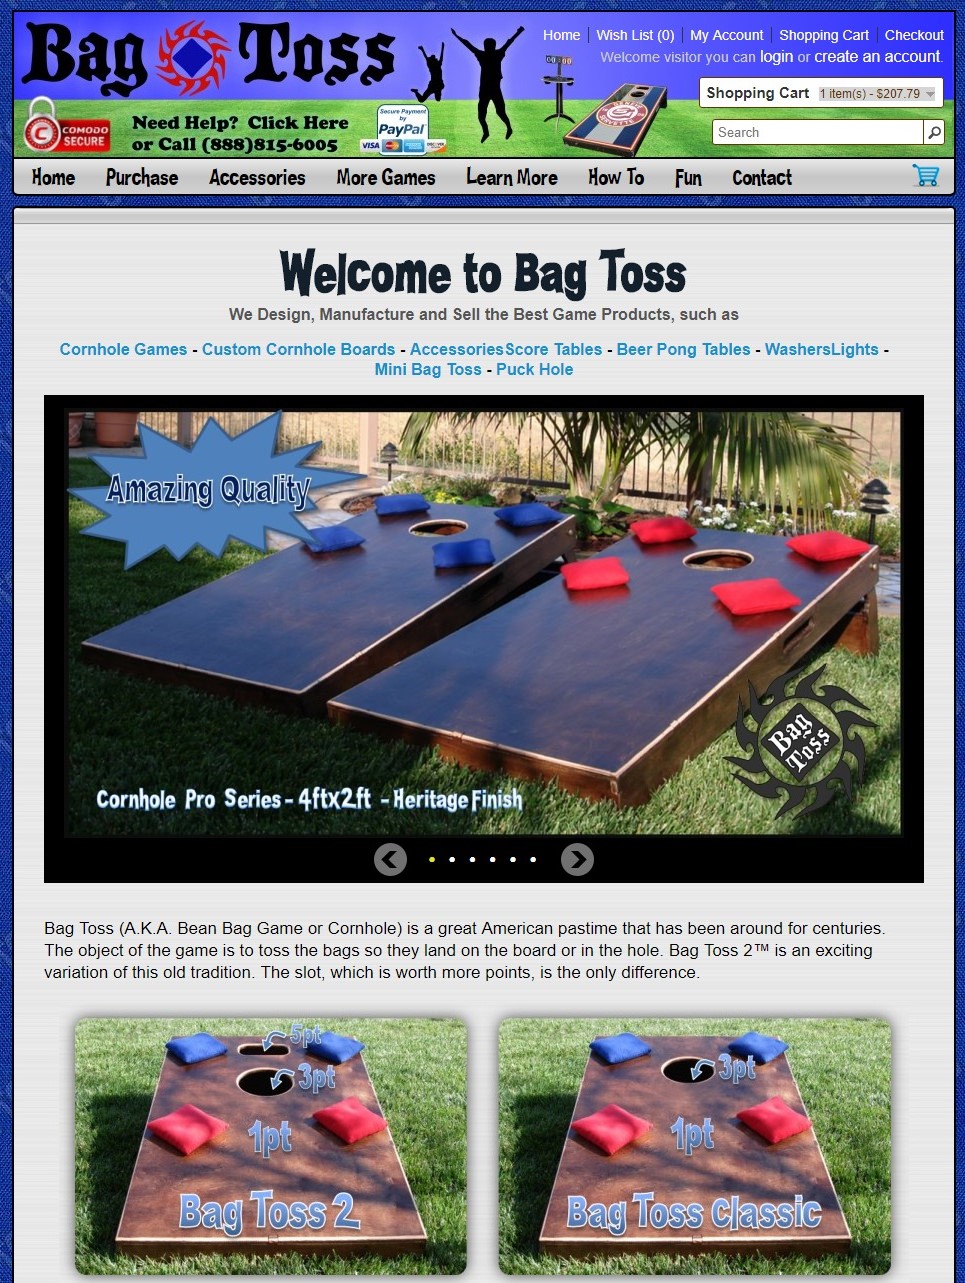 Bag Toss
Home Wish List (0) My Account Shopping Cart Checkout
Welcome visitor you can login or create an account.
Shopping Cart 1 item(s) - $207.79
Search
C COMODO SECURE
Need Help? Click Here
or Call (888)815-6005
Secure Payment
by
PayPal
VISA
Home Purchase Accessories More Games Learn More How To Fun Contact
Welcome to Bag Toss
We Design, Manufacture and Sell the Best Game Products, such as
Cornhole Games - Custom Cornhole Boards - AccessoriesScore Tables - Beer Pong Tables - WashersLights -
Mini Bag Toss - Puck Hole
Amazing Quality
Bag
Toss
Cornhole Pro Series - 4ftx2ft - Heritage Finish
Bag Toss (A.K.A. Bean Bag Game or Cornhole) is a great American pastime that has been around for centuries.
The object of the game is to toss the bags so they land on the board or in the hole. Bag Toss 2™ is an exciting
variation of this old tradition. The slot, which is worth more points, is the only difference.
5pt
3pt
1pt
Bag Toss 2
3pt
1pt
Bag Toss Classic